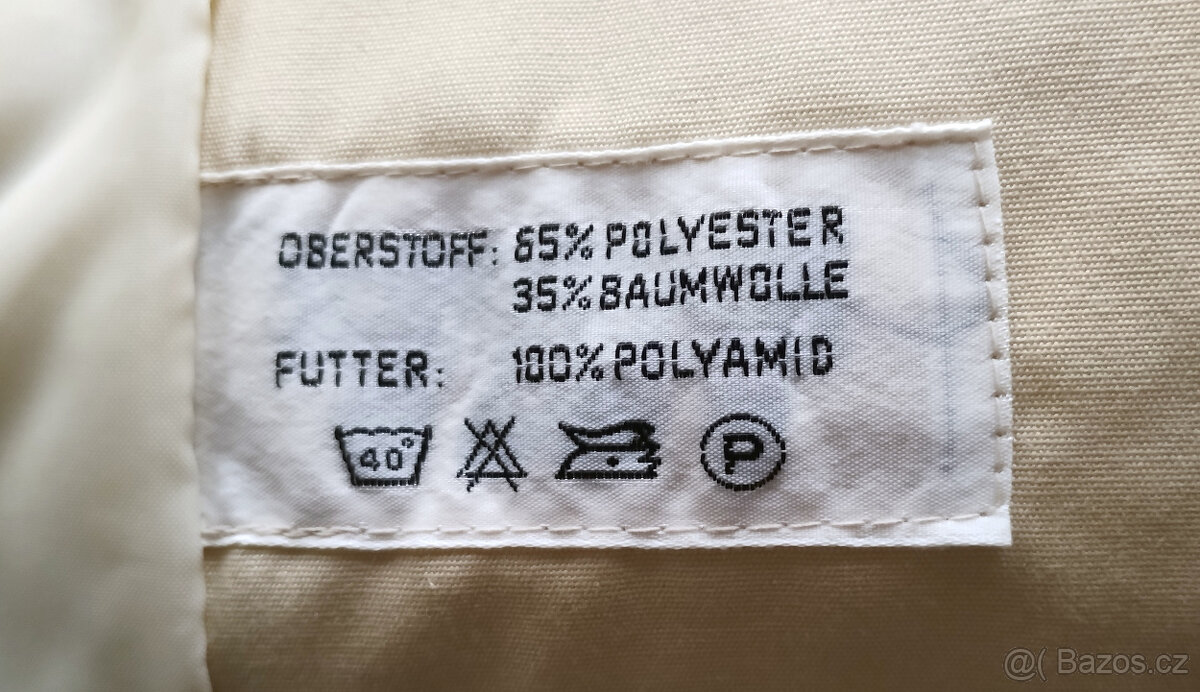 OBERSTOFF: 65% POLYESTER
35% BAUMWOLLE
FUTTER: 100% POLYAMID
40°
P
@( Bazos.cz